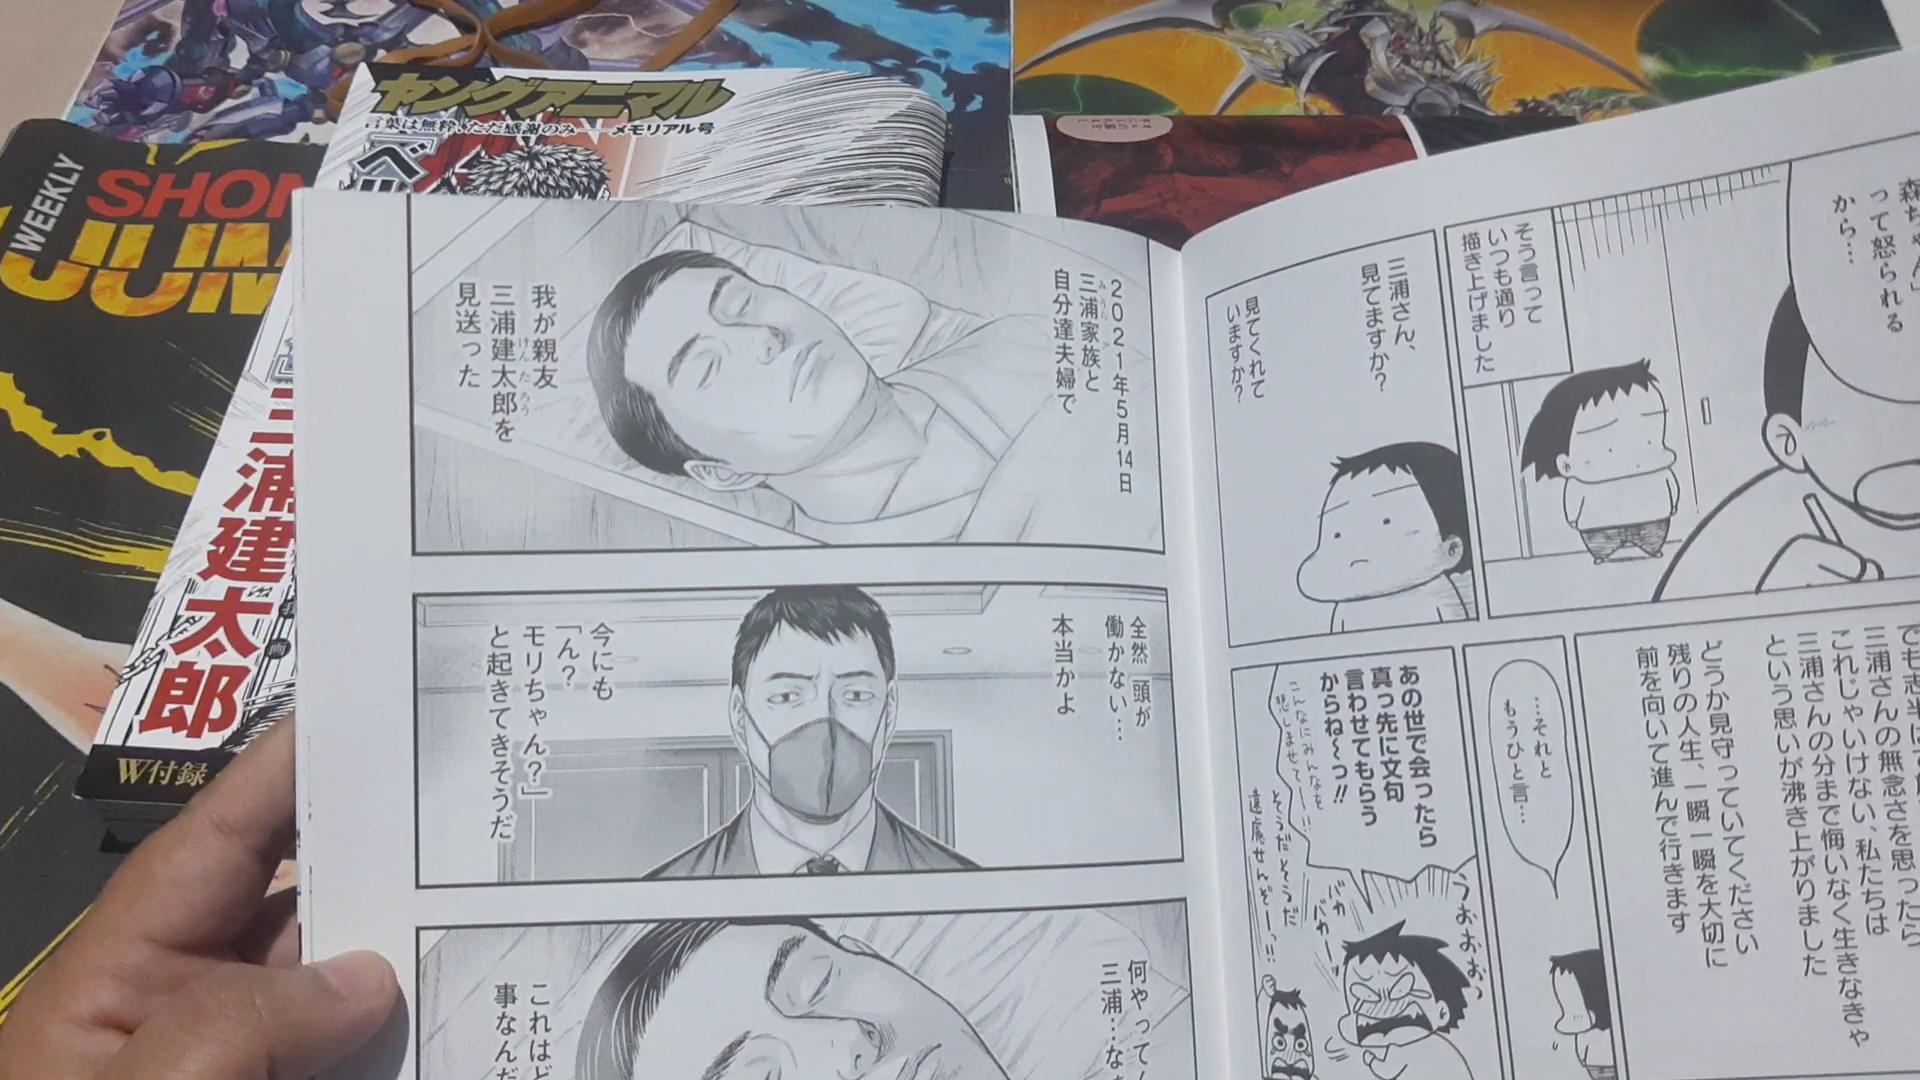 WEEKLY
SHON
JUM
ヤングアニマル
言葉は無粋、ただ感謝のみ──メモリアル号
三浦建太郎
画
W付録
森ちゃん」
って怒られる
から…
そう言って
いつも通り
描き上げました
三浦さん、
見てますか？
見てくれて
いますか？
三浦さんの無念さを思ったら
これじゃいけない、私たちは
三浦さんの分まで悔いなく生きなきゃ
という思いが沸き上がりました
どうか見守っていてください
残りの人生、一瞬一瞬を大切に
前を向いて進んで行きます
…それと
もうひと言…
あの世で会ったら
真っ先に文句
言わせてもらう
からね〜っ!!
こんなにみんなを
悲しませて——!!
そうだそうだ
遠慮せんぞーっ!!
うおおおっ
バカ
バカーッ
2021年5月14日
三浦家族と
みうら
自分達夫婦で
我が親友
三浦建太郎を
けんたろう
見送った
全然 頭が
働かない…
本当かよ
今にも
「ん？
モリちゃん？」
と起きてきそうだ
何やって
三浦…な
これは
事なんだ